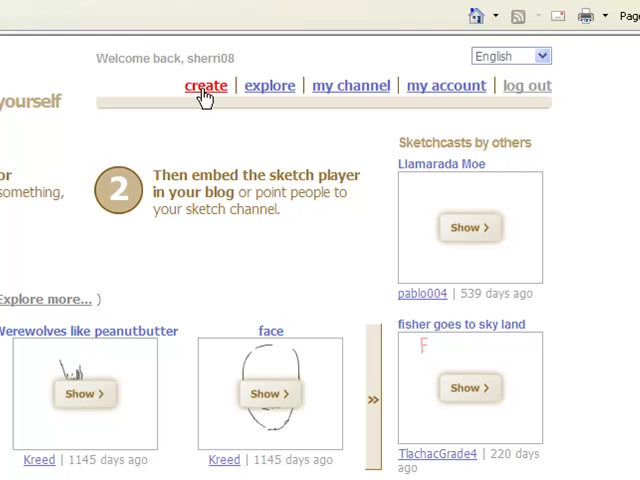 Page
Welcome back, sherri08
English
create | explore | my channel | my account | log out
yourself
Sketchcasts by others
Llamarada Moe
or
something,
2
Then embed the sketch player
in your blog or point people to
your sketch channel.
Show >
pablo004 | 539 days ago
Explore more... )
fisher goes to sky land
Werewolves like peanutbutter
face
F
Show >
Show >
Show >
»
Kreed | 1145 days ago
Kreed | 1145 days ago
TlachacGrade4 | 220 days
ago